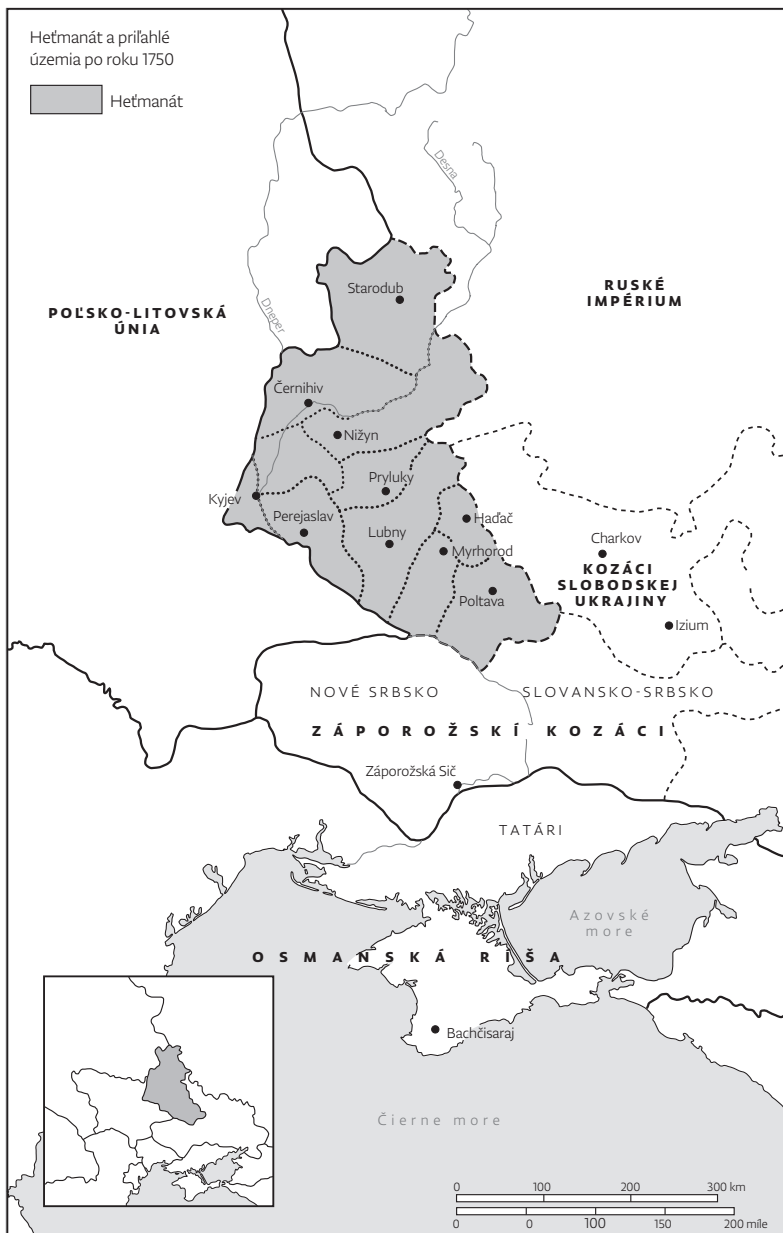 Heťmanát a priľahlé
územia po roku 1750
Heťmanát
Desna
Dneper
Starodub
RUSKÉ
IMPÉRIUM
POĽSKO-LITOVSKÁ
ÚNIA
Černihiv
Nižyn
Pryluky
Kyjev
Perejaslav
Haďač
Lubny
Myrhorod
Charkov
KOZÁCI
SLOBODSKEJ
UKRAJINY
Poltava
Izium
NOVÉ SRBSKO
SLOVANSKO-SRBSKO
ZÁPOROŽSKÍ KOZÁCI
Záporožská Sič
TATÁRI
Azovské
more
OSMANSKÁ RÍŠA
Bachčisaraj
Čierne more
0 100 200 300 km
0 0 100 150 200 míle